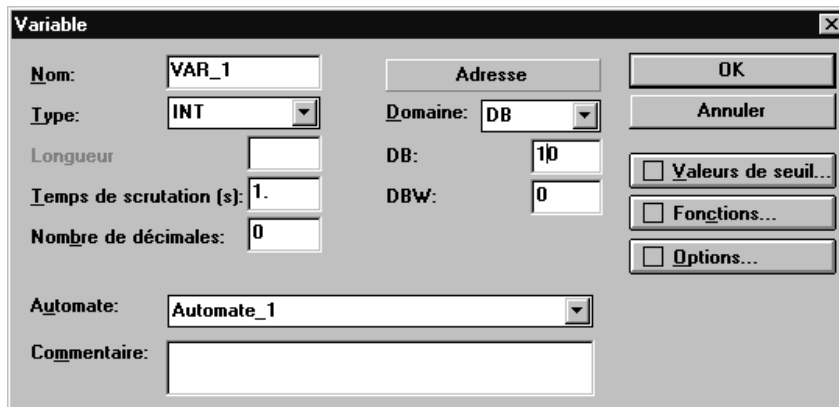 Variable
Nom: VAR_1 Adresse OK
Type: INT Domaine: DB Annuler
Longueur DB: 10 Valeurs de seuil...
Temps de scrutation (s): 1. DBW: 0 Fonctions...
Nombre de décimales: 0 Options...
Automate: Automate_1
Commentaire: